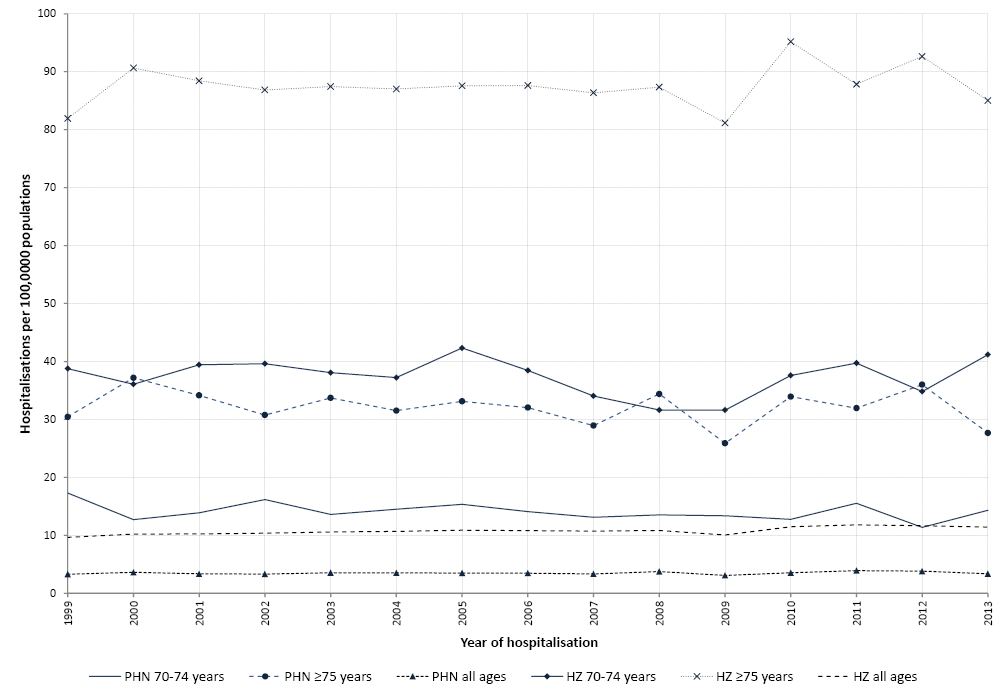 100
90
80
70
60
50
40
30
20
10
0
Hospitalisations per 100,0000 populations
1999 2000 2001 2002 2003 2004 2005 2006 2007 2008 2009 2010 2011 2012 2013
Year of hospitalisation
PHN 70-74 years PHN ≥75 years PHN all ages HZ 70-74 years HZ ≥75 years HZ all ages